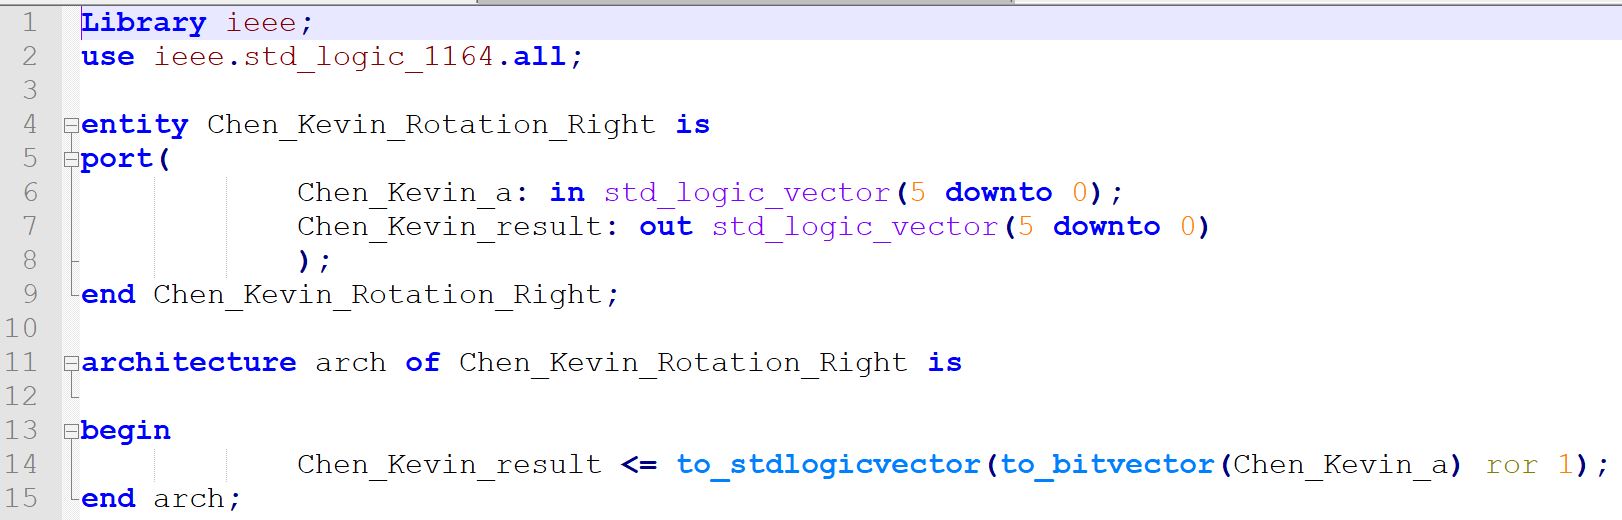 1 Library ieee;
2 use ieee.std_logic_1164.all;
3
4 entity Chen_Kevin_Rotation_Right is
5 port(
6 Chen_Kevin_a: in std_logic_vector(5 downto 0);
7 Chen_Kevin_result: out std_logic_vector(5 downto 0)
8 );
9 end Chen_Kevin_Rotation_Right;
10
11 architecture arch of Chen_Kevin_Rotation_Right is
12
13 begin
14 Chen_Kevin_result <= to_stdlogicvector(to_bitvector(Chen_Kevin_a) ror 1);
15 end arch;